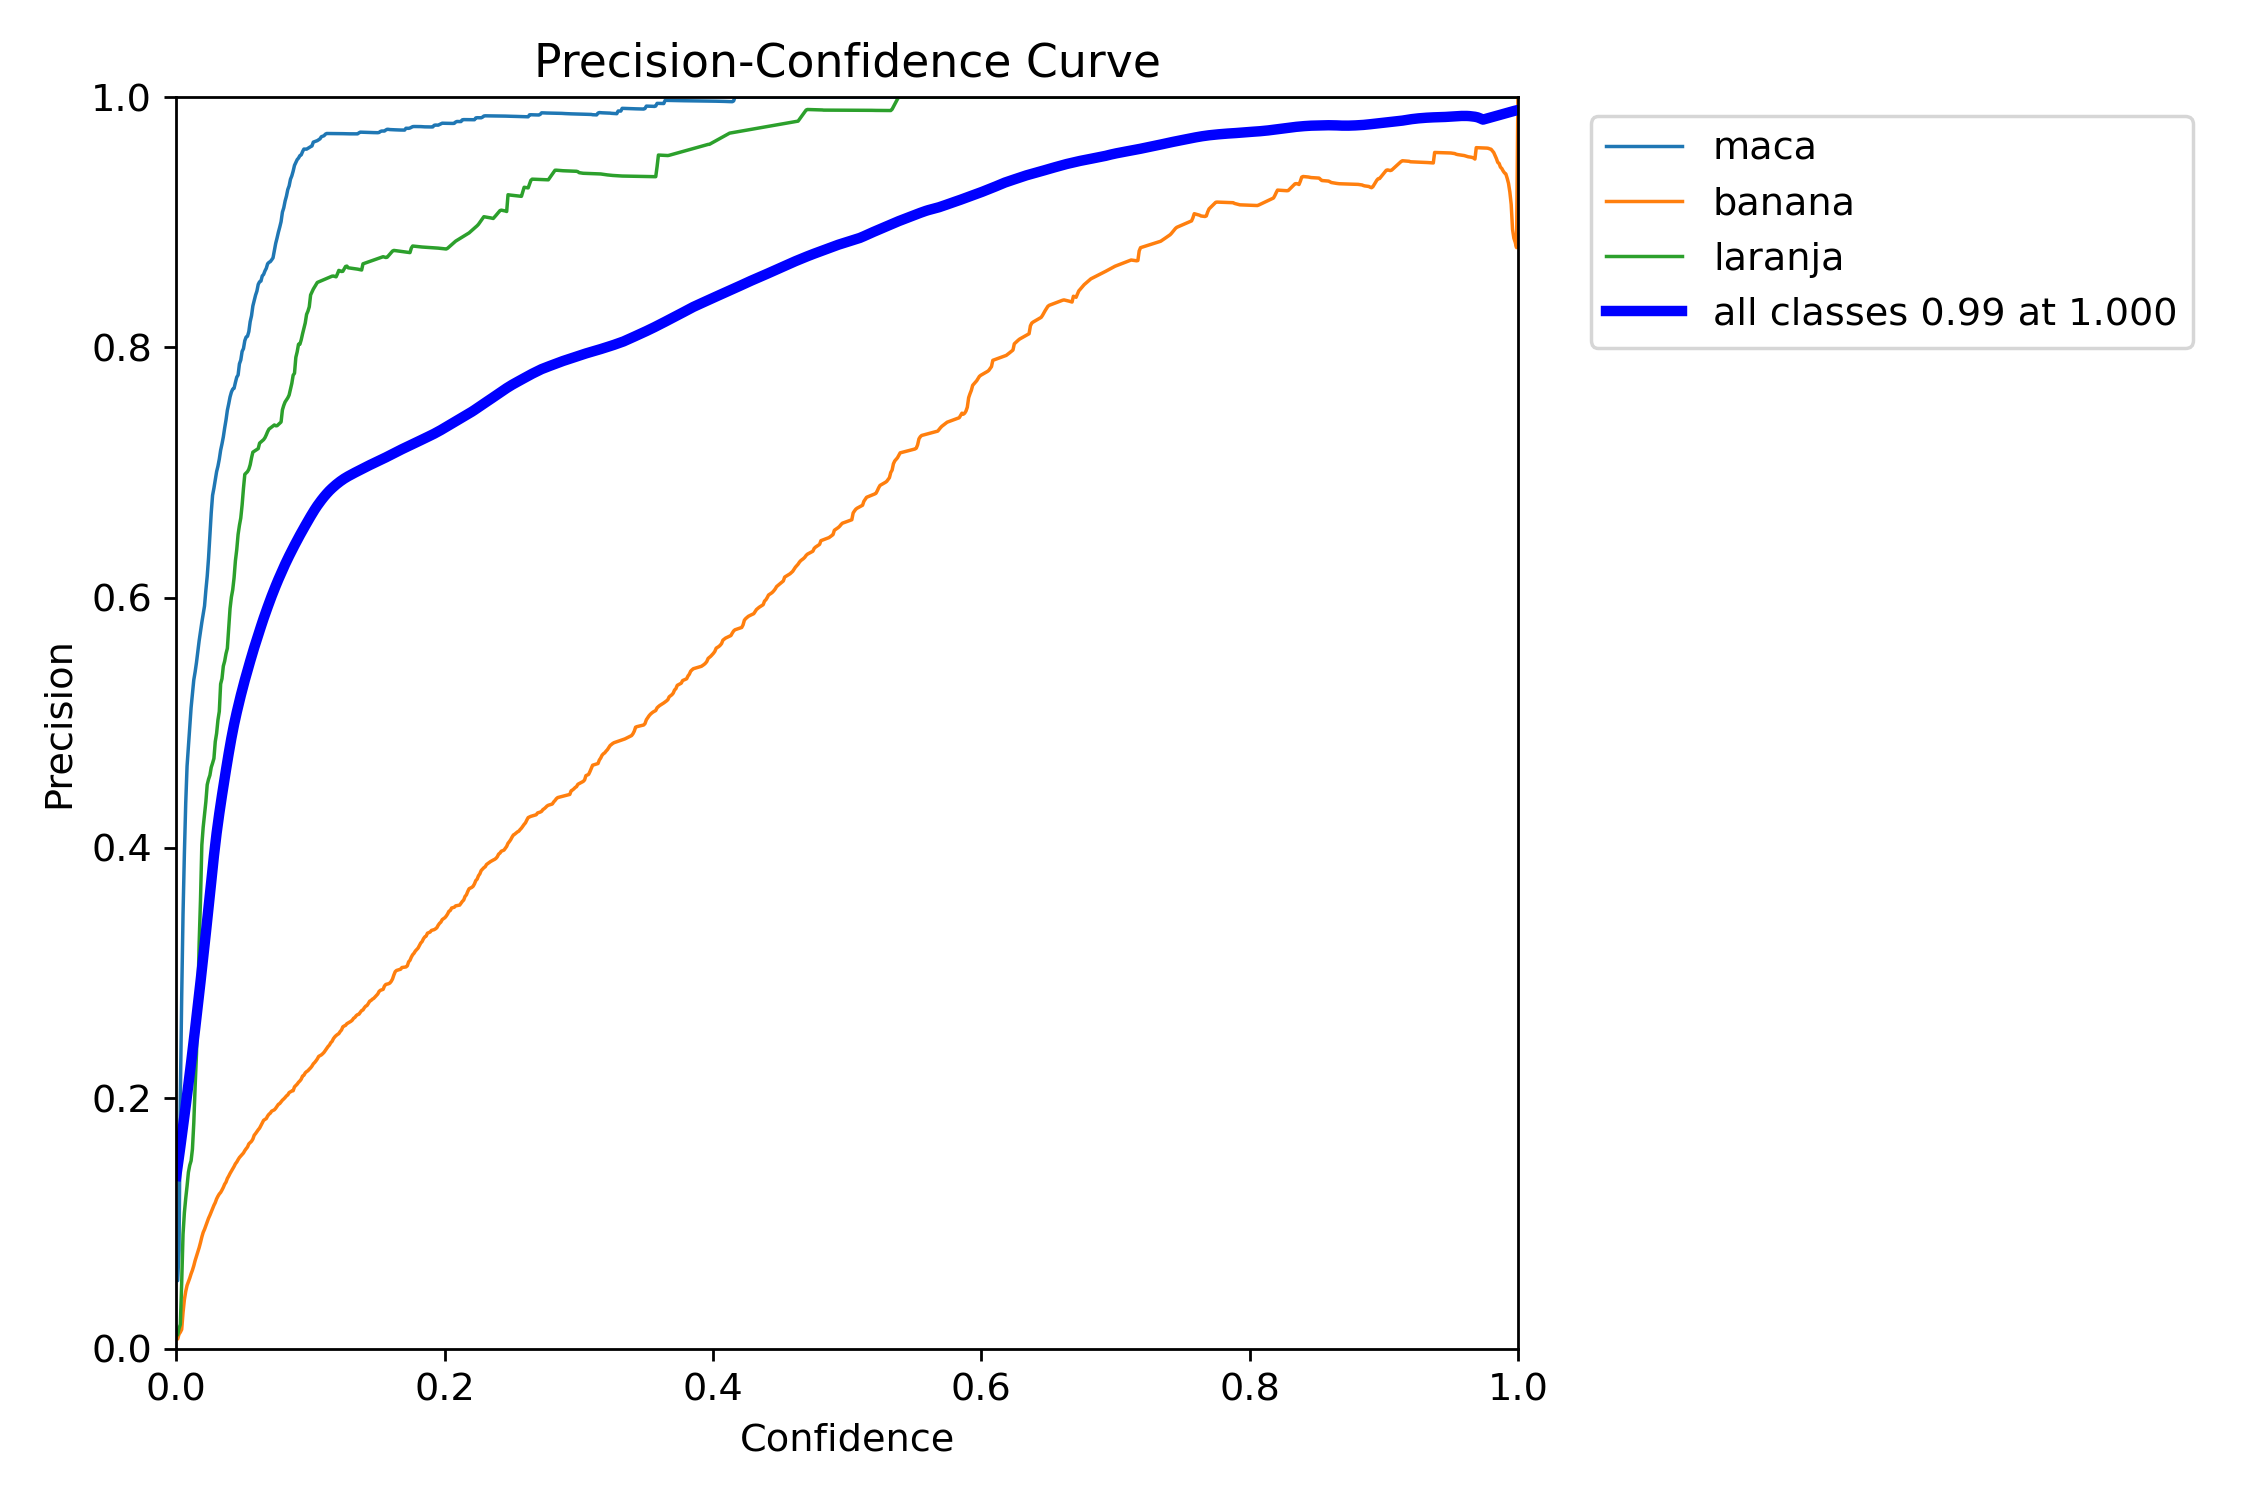 Precision-Confidence Curve
1.0
0.8
0.6
0.4
0.2
0.0
Precision
0.0 0.2 0.4 0.6 0.8 1.0
Confidence
maca
banana
laranja
all classes 0.99 at 1.000